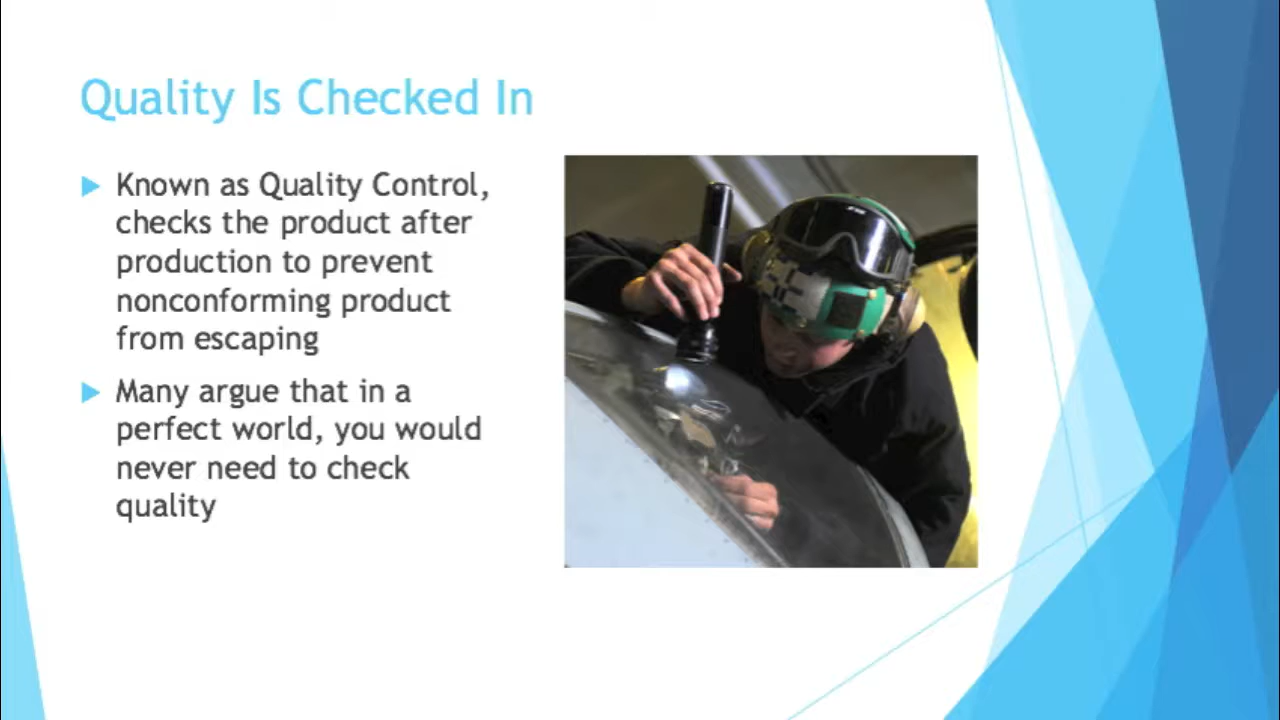 Quality Is Checked In
Known as Quality Control,
checks the product after
production to prevent
nonconforming product
from escaping
Many argue that in a
perfect world, you would
never need to check
quality